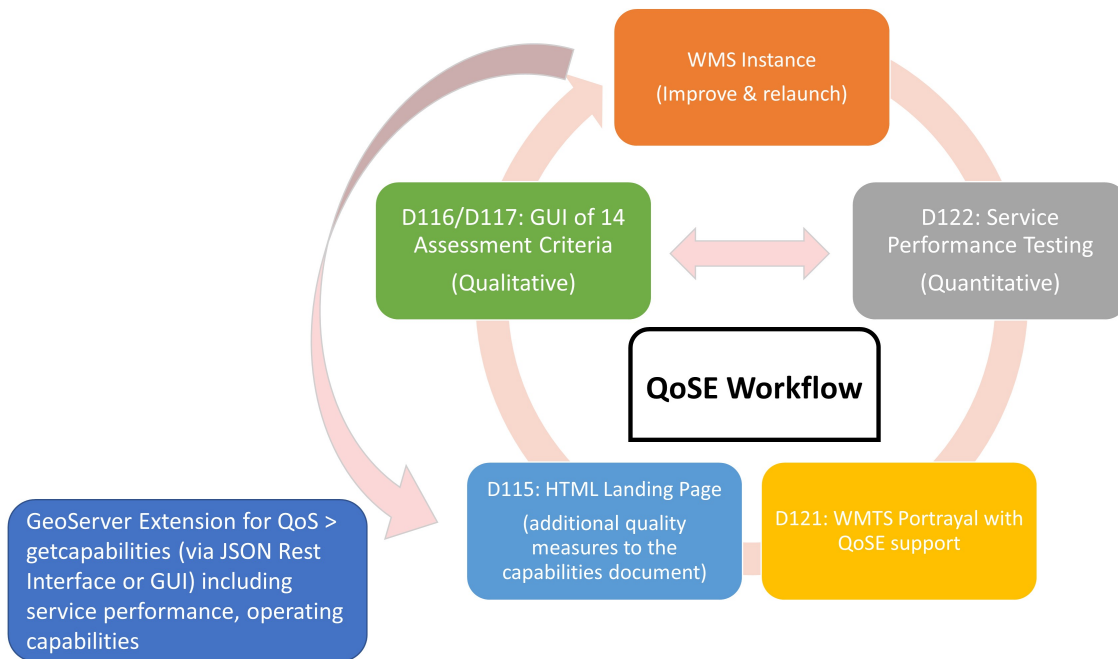 WMS Instance
(Improve & relaunch)
D116/D117: GUI of 14
Assessment Criteria
(Qualitative)
D122: Service
Performance Testing
(Quantitative)
QoSE Workflow
D115: HTML Landing Page
(additional quality
measures to the
capabilities document)
D121: WMTS Portrayal with
QoSE support
GeoServer Extension for QoS >
getcapabilities (via JSON Rest
Interface or GUI) including
service performance, operating
capabilities